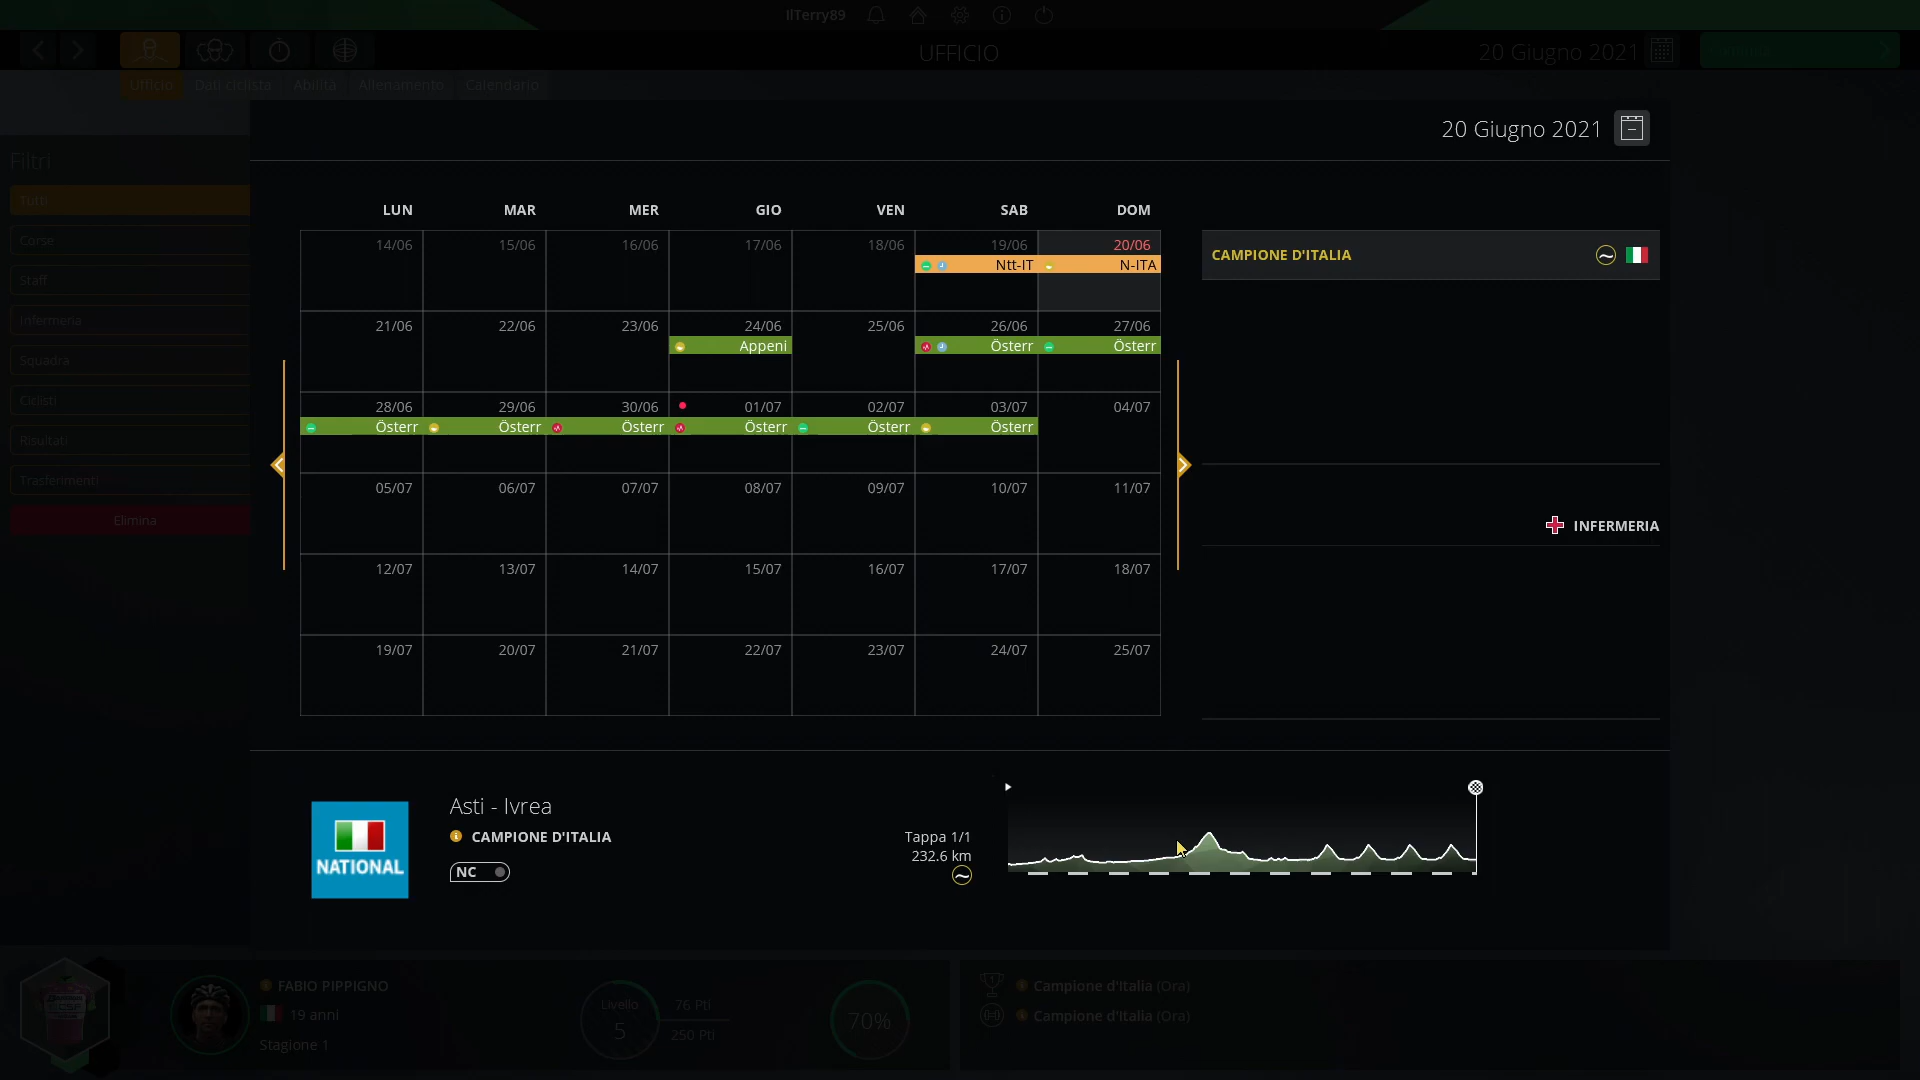 IlTerry89
UFFICIO
20 Giugno 2021
Ufficio Dati ciclista Abilità Allenamento Calendario
20 Giugno 2021
Filtri
Tutti
Corse
Staff
Infermeria
Squadra
Ciclisti
Risultati
Trasferimenti
Elimina
LUN MAR MER GIO VEN SAB DOM
14/06 15/06 16/06 17/06 18/06 19/06 20/06
Ntt-IT N-ITA
21/06 22/06 23/06 24/06 25/06 26/06 27/06
Appeni Österr Österr
28/06 29/06 30/06 01/07 02/07 03/07 04/07
Österr Österr Österr Österr Österr Österr
05/07 06/07 07/07 08/07 09/07 10/07 11/07
12/07 13/07 14/07 15/07 16/07 17/07 18/07
19/07 20/07 21/07 22/07 23/07 24/07 25/07
CAMPIONE D'ITALIA
INFERMERIA
NATIONAL
Asti - Ivrea
CAMPIONE D'ITALIA
NC
Tappa 1/1
232.6 km
FABIO PIPPIGNO
19 anni
Stagione 1
Livello
5
76 Pti
250 Pti
70%
Campione d'Italia (Ora)
Campione d'Italia (Ora)